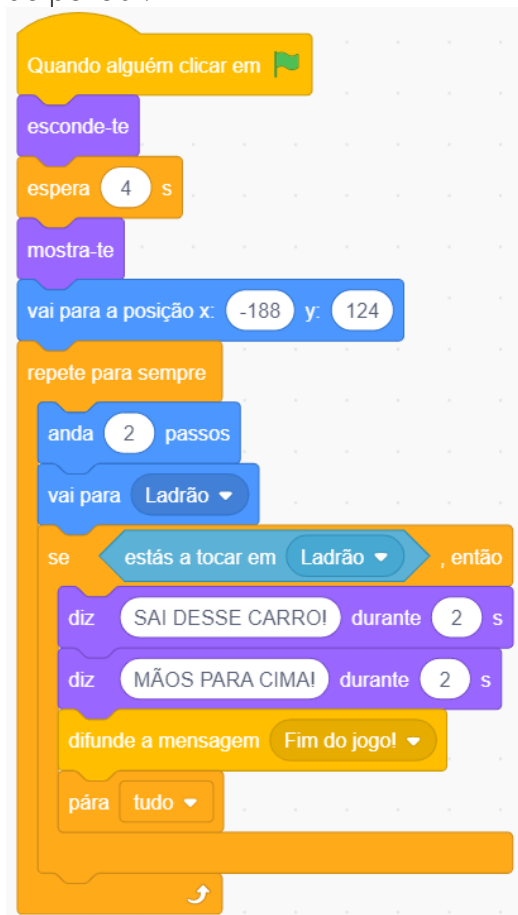 Quando alguém clicar em
esconde-te
espera 4 s
mostra-te
vai para a posição x: -188 y: 124
repete para sempre
anda 2 passos
vai para Ladrão
se estás a tocar em Ladrão , então
diz SAI DESSE CARRO! durante 2 s
diz MÃOS PARA CIMA! durante 2 s
difunde a mensagem Fim do jogo!
pára tudo